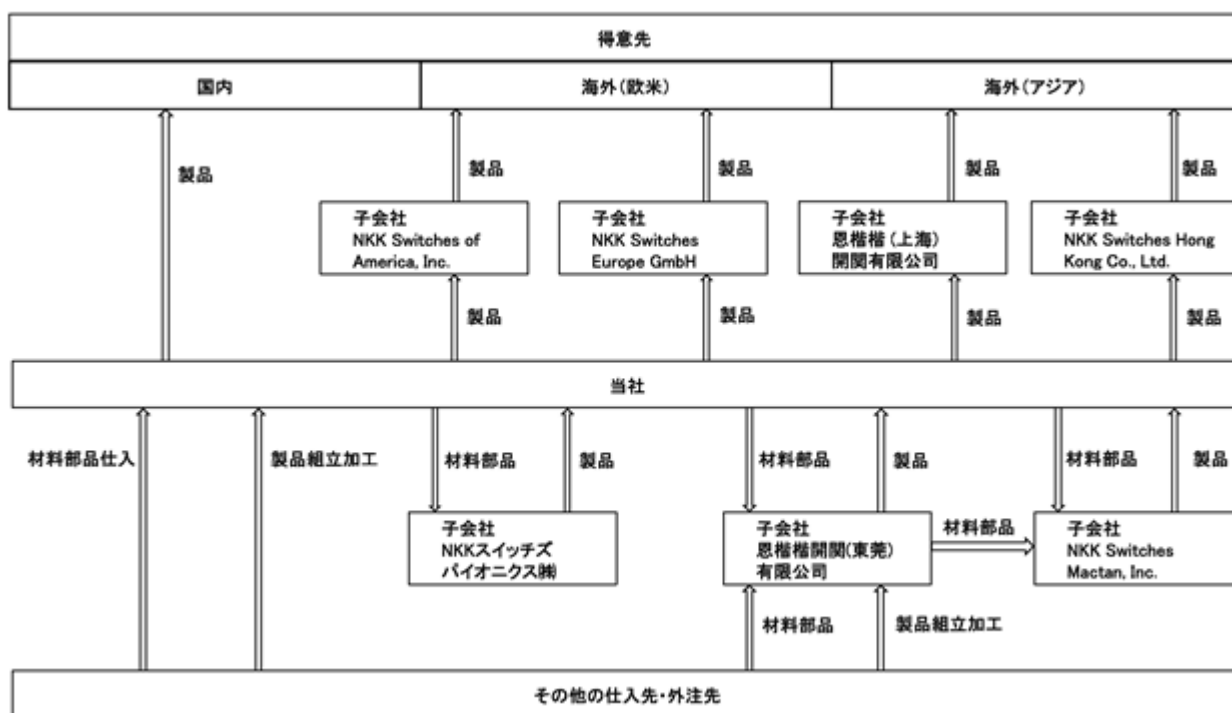 得意先
国内
海外(欧米)
海外(アジア)
製品
製品
製品
製品
製品
子会社
NKK Switches of
America, Inc.
子会社
NKK Switches
Europe GmbH
子会社
恩楷楷(上海)
開関有限公司
子会社
NKK Switches Hong
Kong Co., Ltd.
製品
製品
製品
製品
当社
材料部品仕入
製品組立加工
材料部品
製品
材料部品
製品
材料部品
製品
子会社
NKKスイッチズ
パイオニクス㈱
子会社
恩楷楷開関(東莞)
有限公司
材料部品
子会社
NKK Switches
Mactan, Inc.
材料部品
製品組立加工
その他の仕入先・外注先